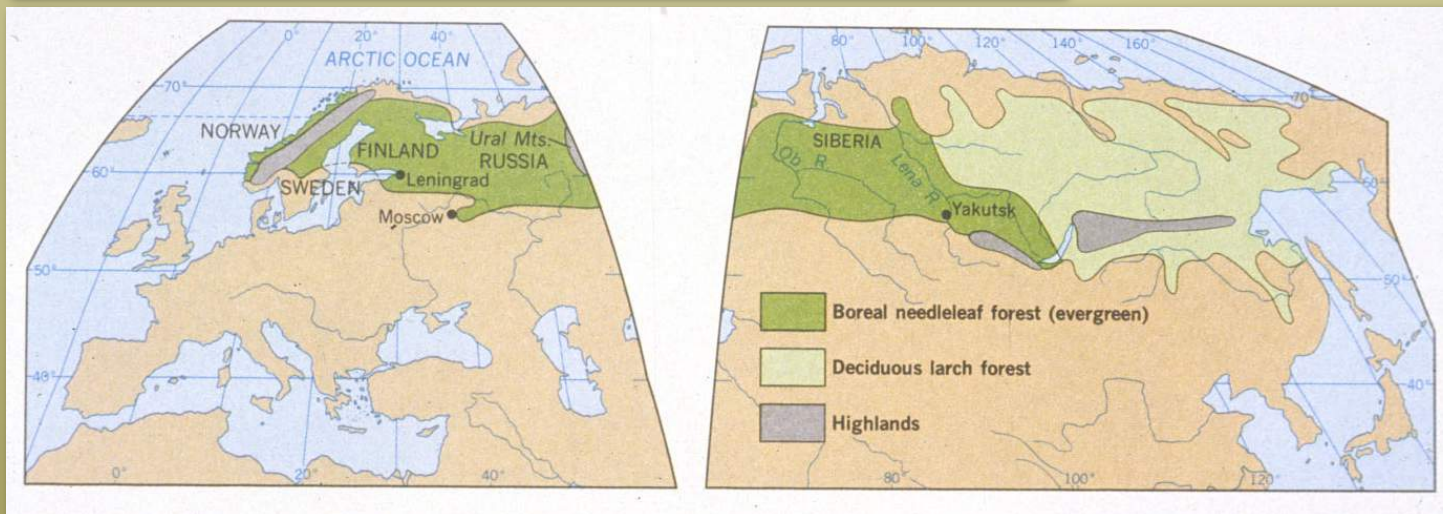 0°
20°
40°
ARCTIC OCEAN
70°
NORWAY
FINLAND
Ural Mts.
RUSSIA
60°
SWEDEN
Leningrad
Moscow
50°
40°
0°
20°
40°
80°
100°
120°
140°
160°
70°
SIBERIA
Ob. R
Lena R
Yakutsk
60°
50°
40°
Boreal needleleaf forest (evergreen)
Deciduous larch forest
Highlands
80°
100°
120°